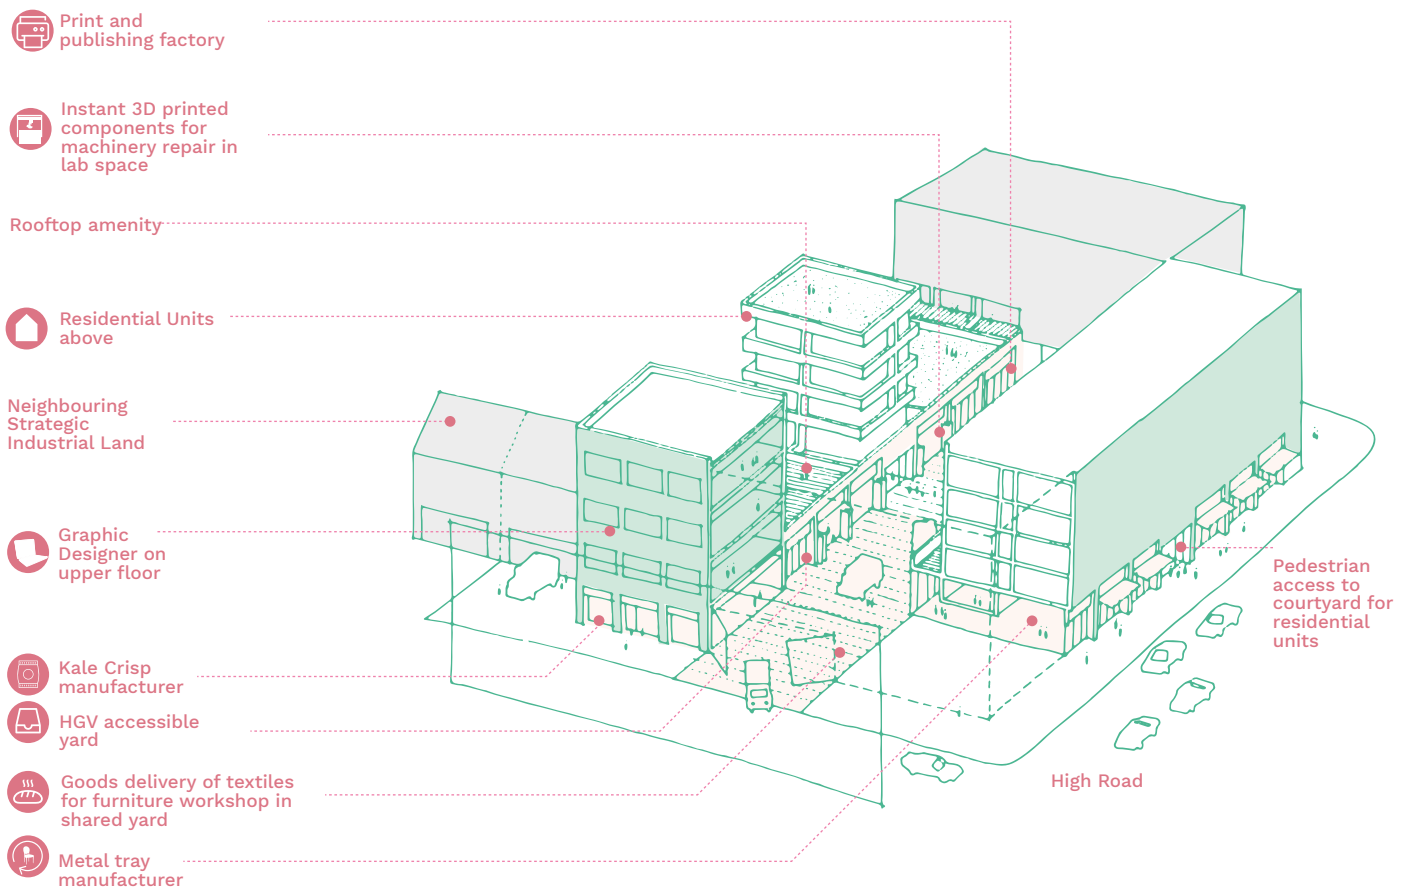 Print and
publishing factory
Instant 3D printed
components for
machinery repair in
lab space
Rooftop amenity
Residential Units
above
Neighbouring
Strategic
Industrial Land
Graphic
Designer on
upper floor
Kale Crisp
manufacturer
HGV accessible
yard
Goods delivery of textiles
for furniture workshop in
shared yard
Metal tray
manufacturer
Pedestrian
access to
courtyard for
residential
units
High Road